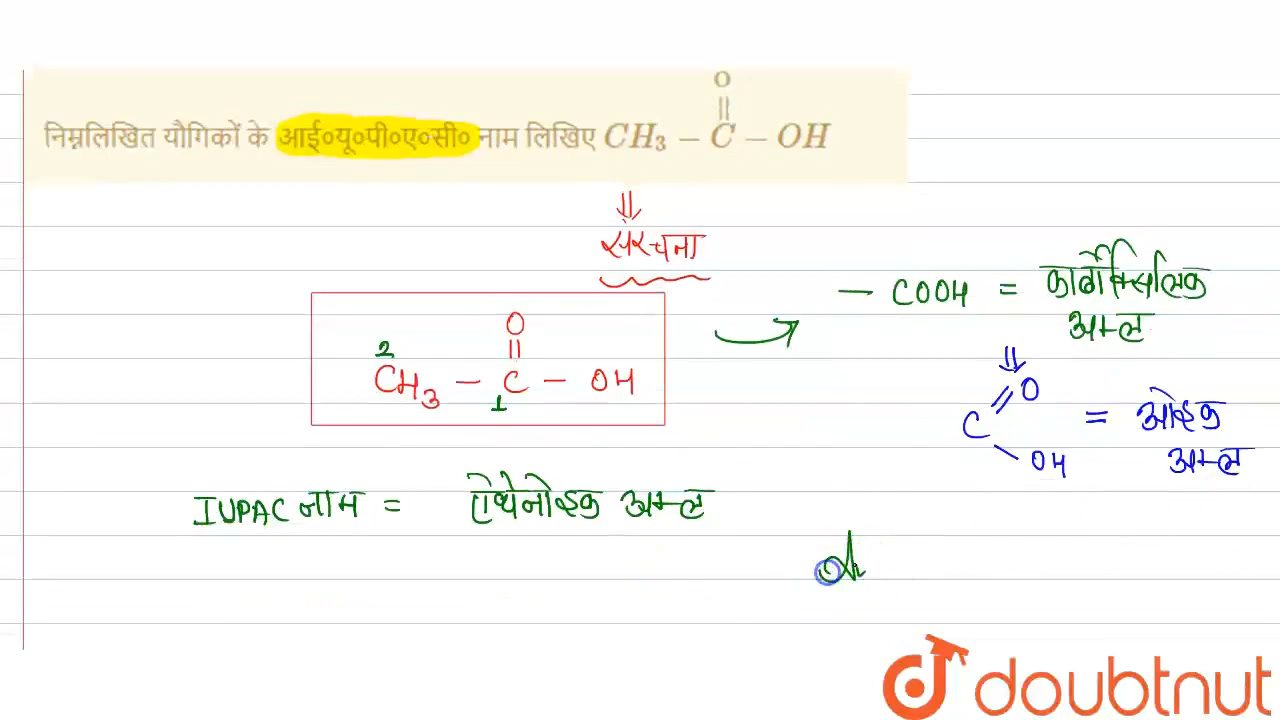 O
||
निम्नलिखित यौगिकों के आई०यू०पी०ए०सी० नाम लिखिए CH₃ − C − OH
⇓
संरचना
O
||
2
CH₃ − C − OH
1
− COOH = कार्बोक्सिलिक
अम्ल
⇓
O
C = ओइक
OH अम्ल
IUPAC नाम = ऐथेनोइक अम्ल
doubtnut